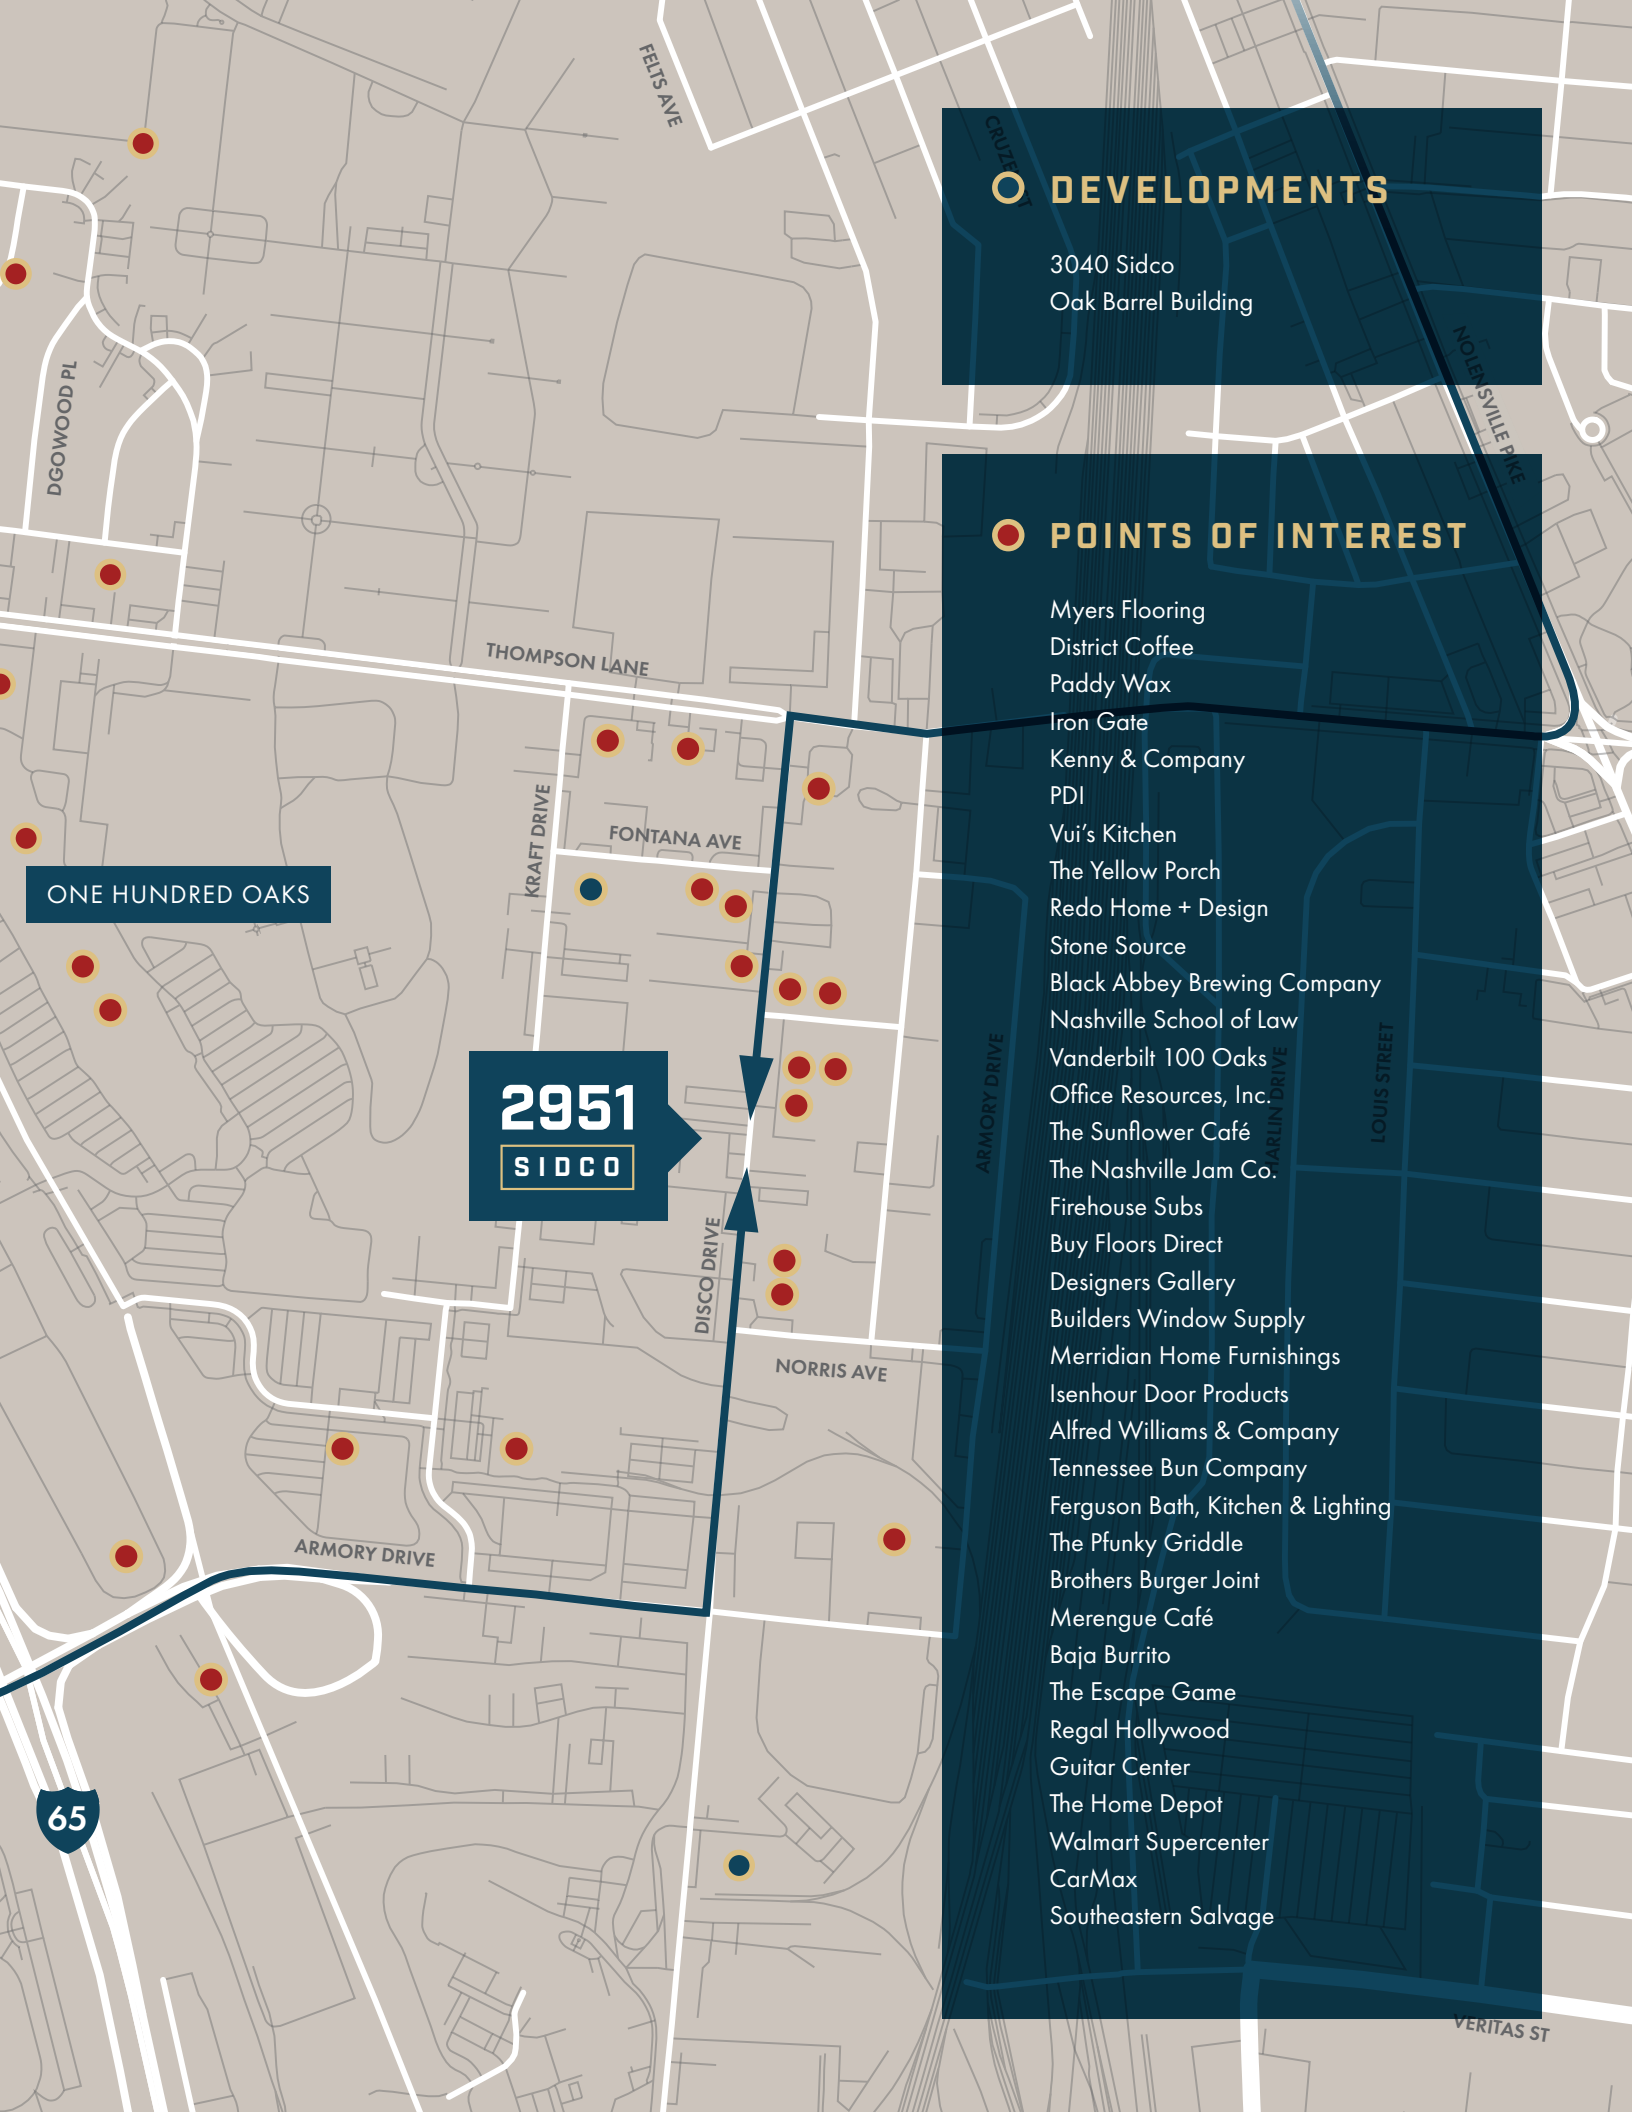 FELTS AVE
CRUZEN ST
DEVELOPMENTS
3040 Sidco
Oak Barrel Building
NOLENSVILLE PIKE
DGOWOOD PL
POINTS OF INTEREST
Myers Flooring
District Coffee
Paddy Wax
Iron Gate
Kenny & Company
PDI
Vui's Kitchen
The Yellow Porch
Redo Home + Design
Stone Source
Black Abbey Brewing Company
Nashville School of Law
Vanderbilt 100 Oaks
Office Resources, Inc.
The Sunflower Café
The Nashville Jam Co.
Firehouse Subs
Buy Floors Direct
Designers Gallery
Builders Window Supply
Merridian Home Furnishings
Isenhour Door Products
Alfred Williams & Company
Tennessee Bun Company
Ferguson Bath, Kitchen & Lighting
The Pfunky Griddle
Brothers Burger Joint
Merengue Café
Baja Burrito
The Escape Game
Regal Hollywood
Guitar Center
The Home Depot
Walmart Supercenter
CarMax
Southeastern Salvage
THOMPSON LANE
KRAFT DRIVE
FONTANA AVE
ONE HUNDRED OAKS
2951
SIDCO
ARMORY DRIVE
HARLIN DRIVE
LOUIS STREET
DISCO DRIVE
NORRIS AVE
ARMORY DRIVE
65
VERITAS ST